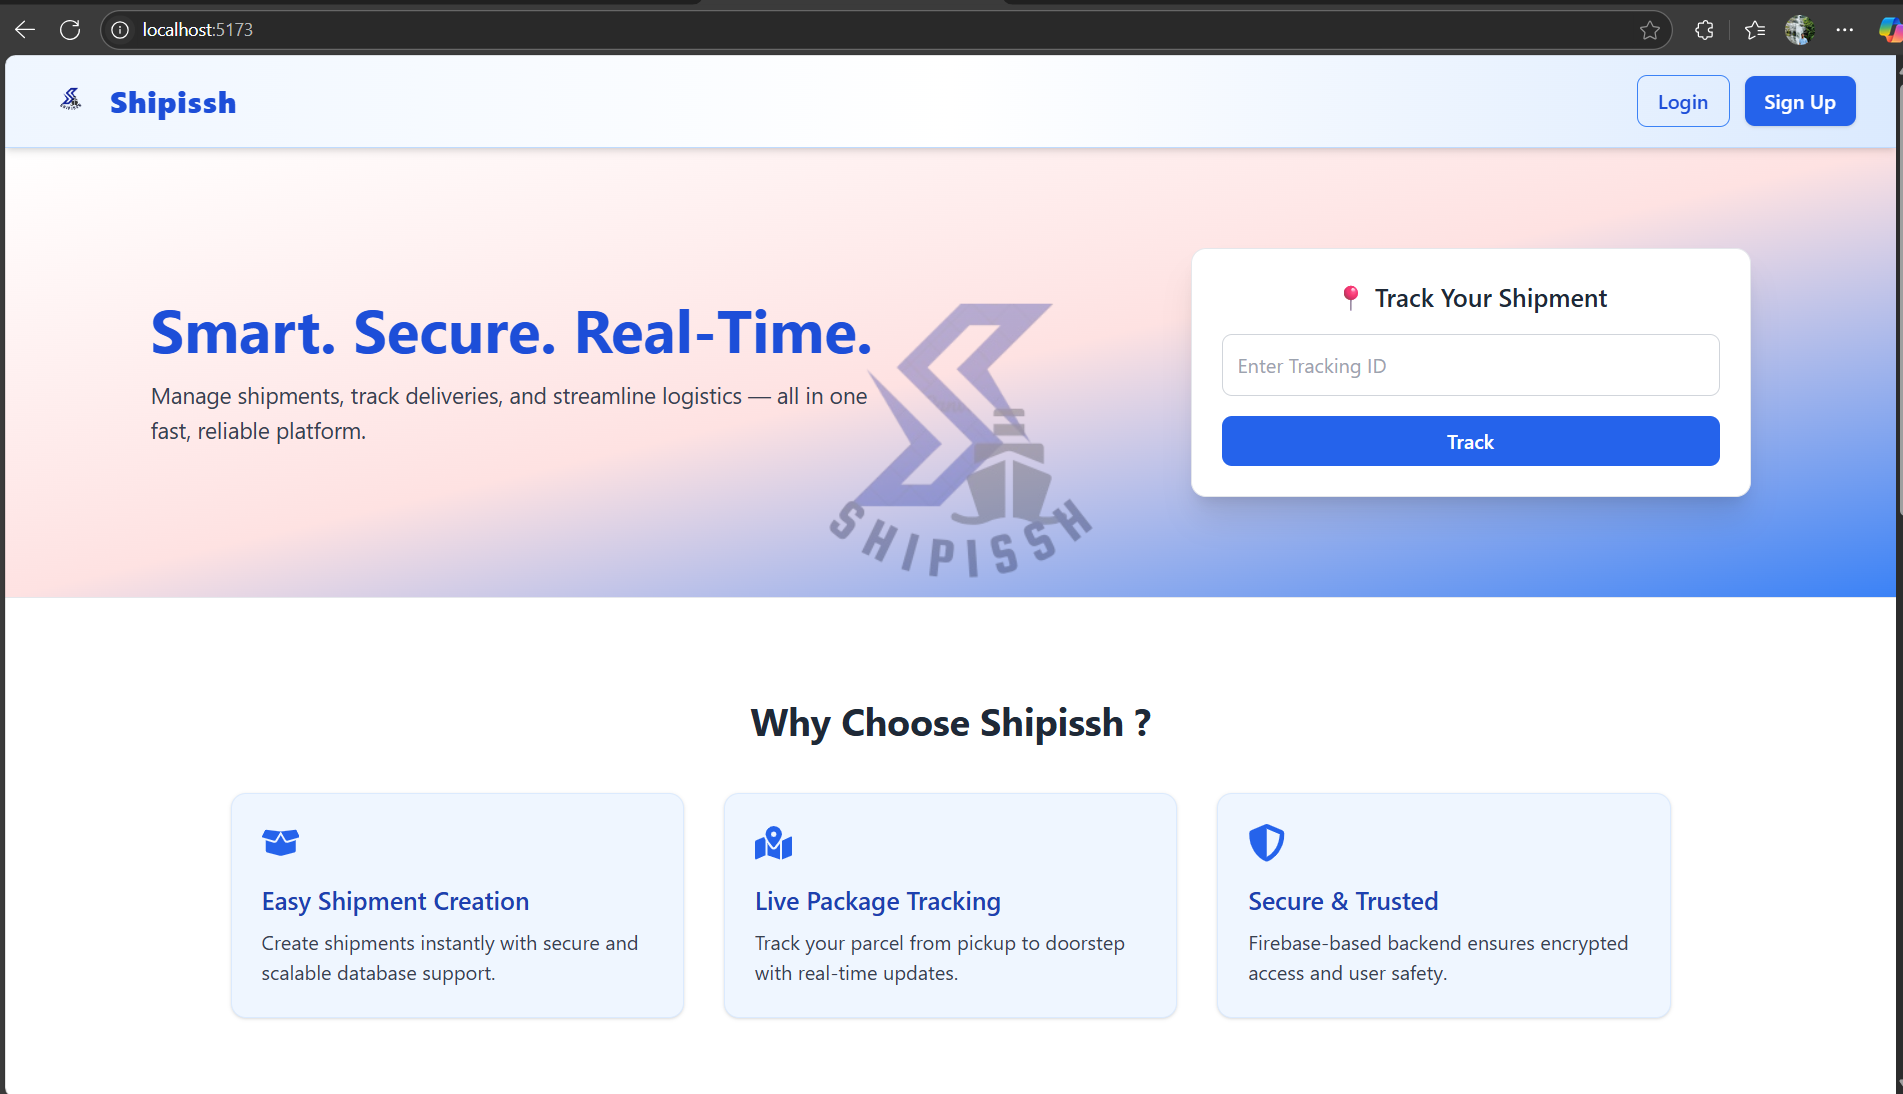 localhost:5173
Shipissh
Login
Sign Up
Smart. Secure. Real-Time.
Manage shipments, track deliveries, and streamline logistics — all in one
fast, reliable platform.
SHIPISSH
Track Your Shipment
Enter Tracking ID
Track
Why Choose Shipissh ?
Easy Shipment Creation
Create shipments instantly with secure and
scalable database support.
Live Package Tracking
Track your parcel from pickup to doorstep
with real-time updates.
Secure & Trusted
Firebase-based backend ensures encrypted
access and user safety.